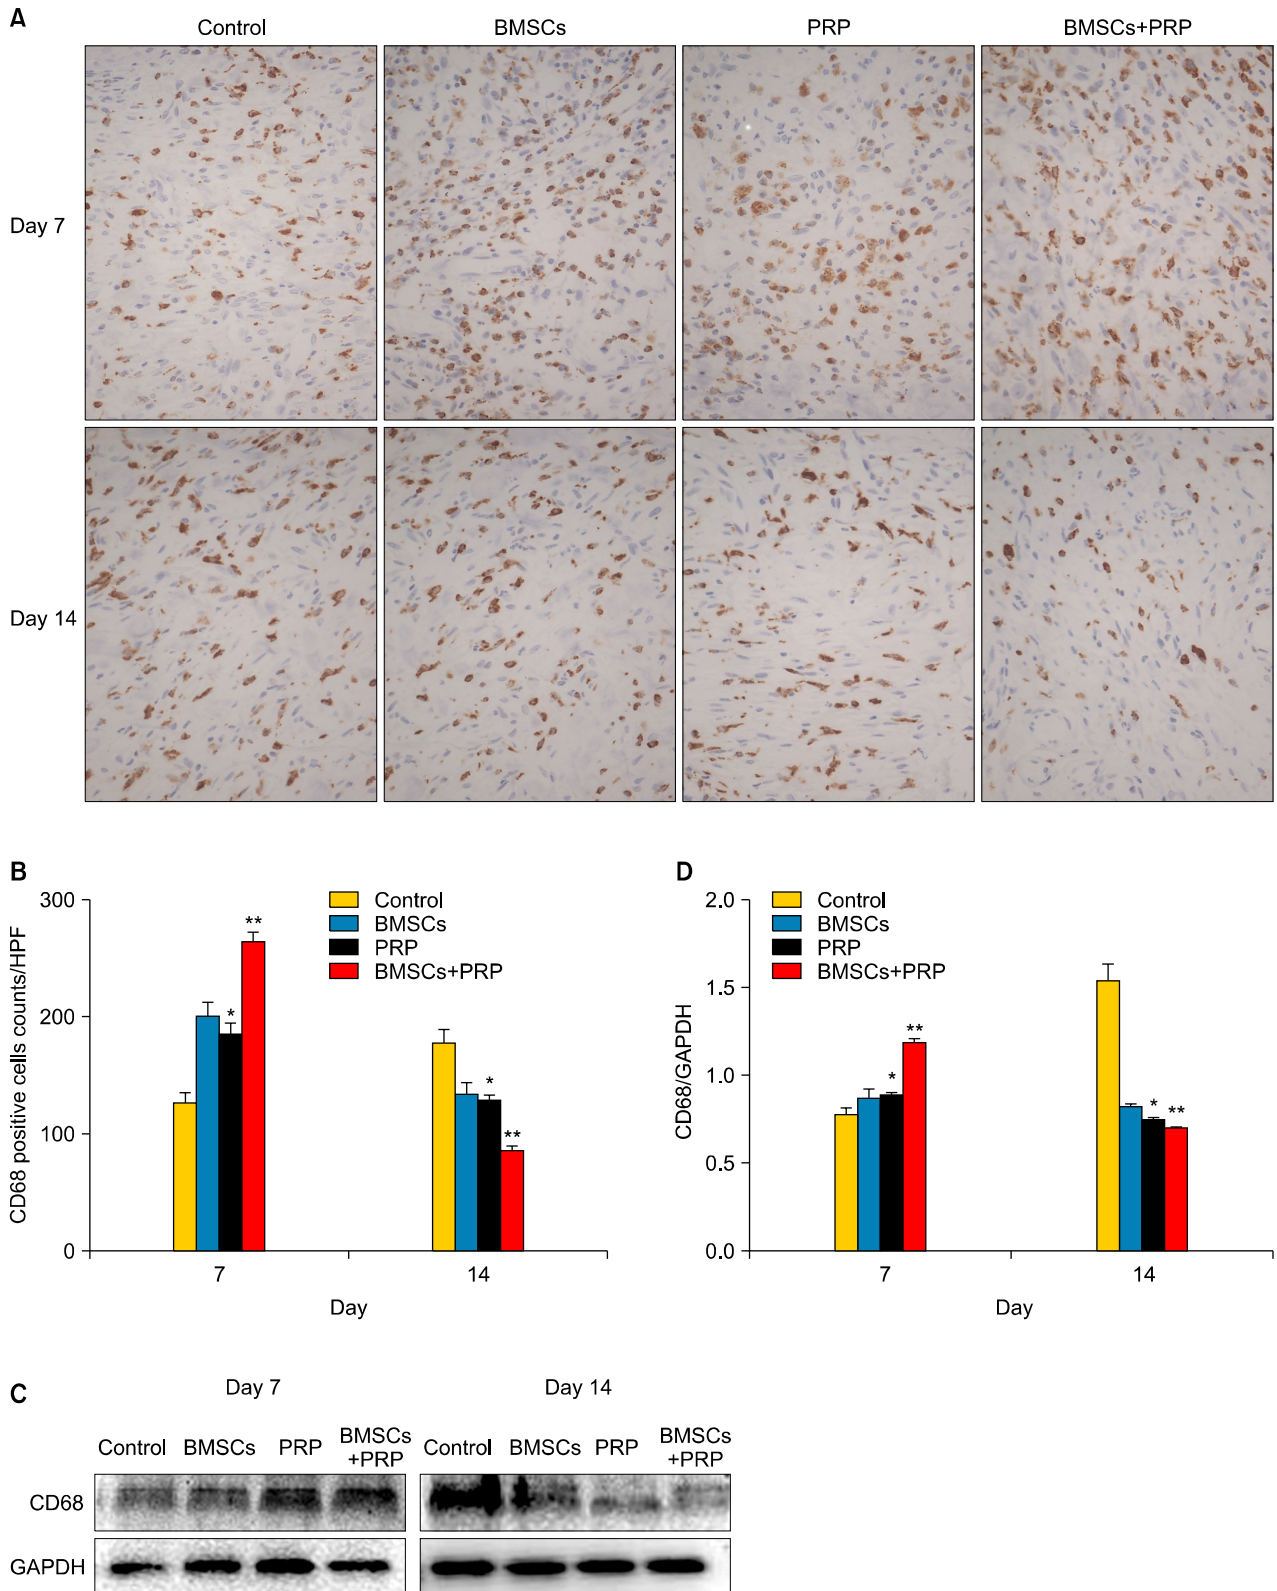 A
Control BMSCs PRP BMSCs+PRP
Day 7
Day 14
B
300
200
100
0
CD68 positive cells counts/HPF
Control
BMSCs
PRP
BMSCs+PRP
** * * **
7 14
Day
D
2.0
1.5
1.0
0.5
0.0
CD68/GAPDH
Control
BMSCs
PRP
BMSCs+PRP
* ** * **
7 14
Day
C
Day 7 Day 14
Control BMSCs PRP BMSCs
+PRP
Control BMSCs PRP BMSCs
+PRP
CD68
GAPDH